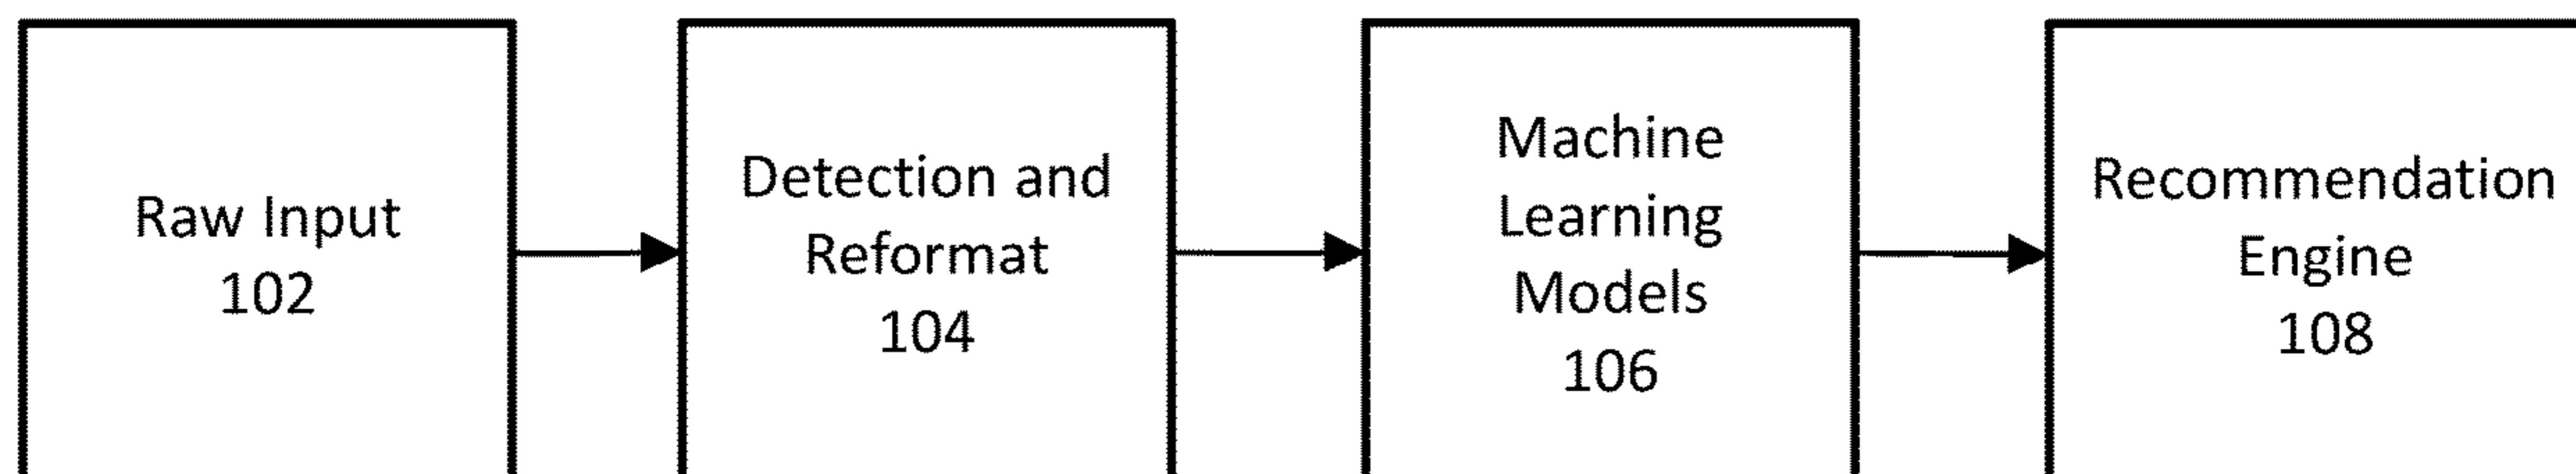 Raw Input
102
Detection and
Reformat
104
Machine
Learning
Models
106
Recommendation
Engine
108